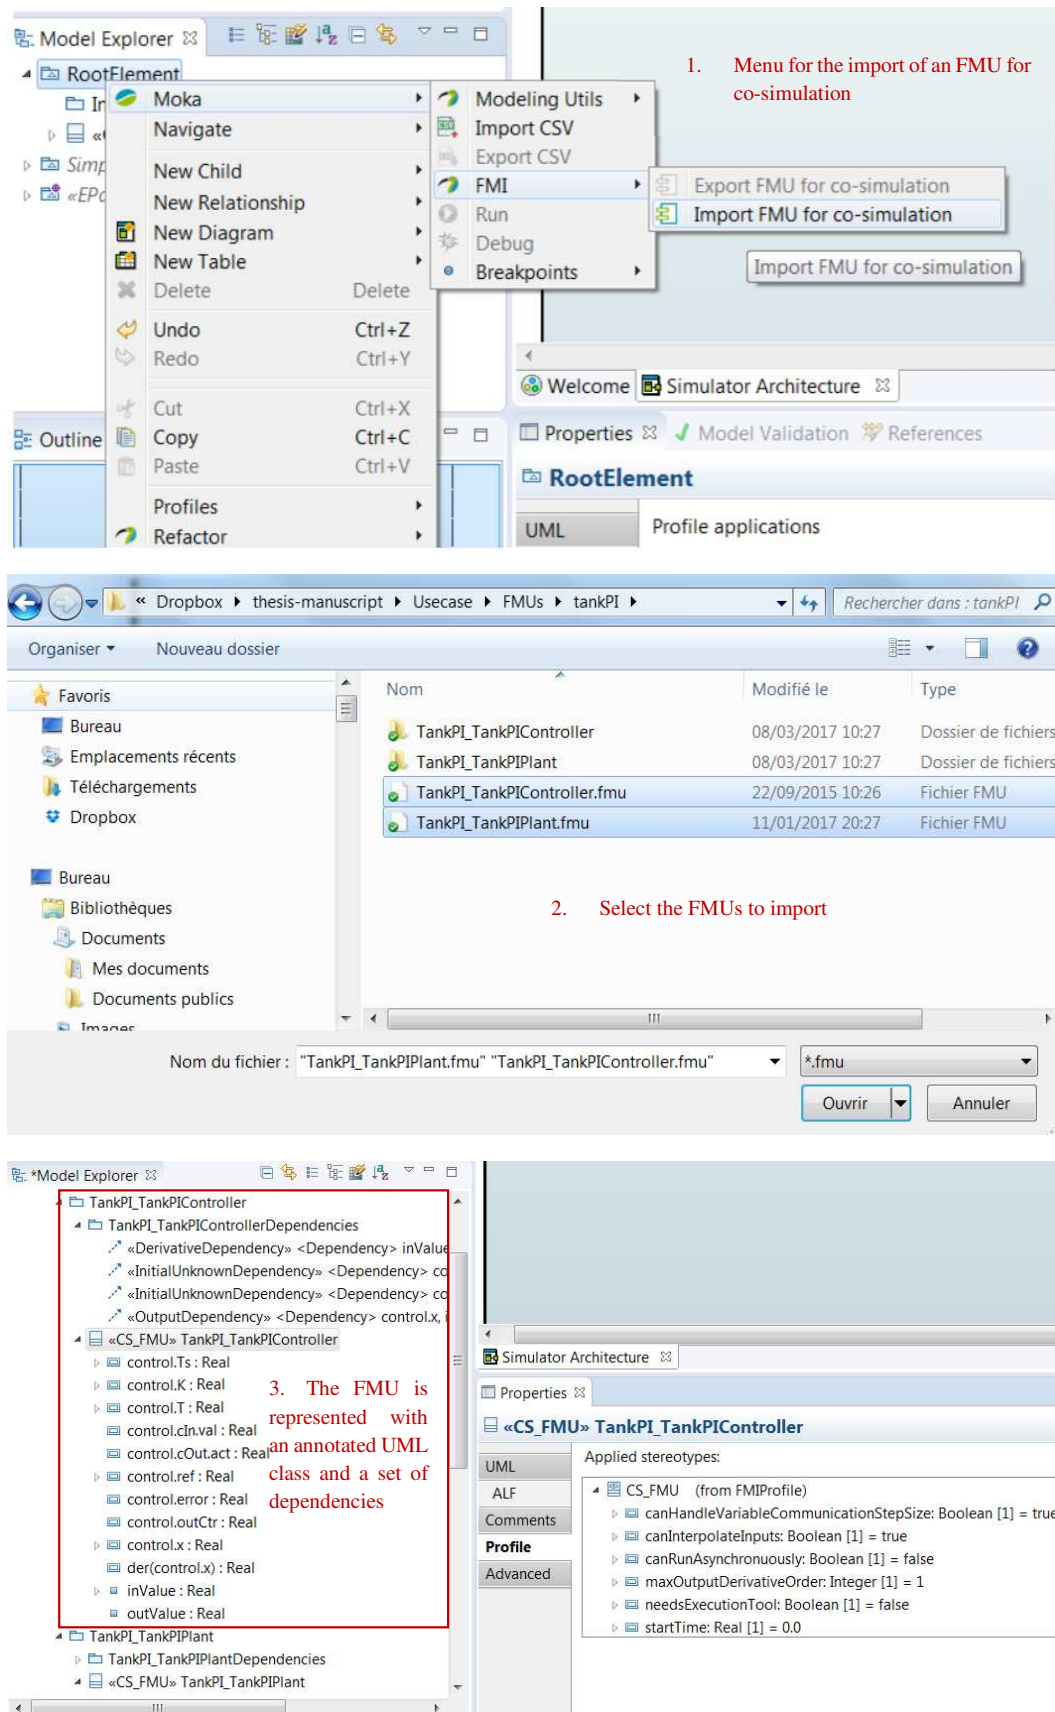 Model Explorer
RootElement
1. Menu for the import of an FMU for
co-simulation
Moka
Navigate
New Child
New Relationship
New Diagram
New Table
Delete Delete
Undo Ctrl+Z
Redo Ctrl+Y
Cut Ctrl+X
Copy Ctrl+C
Paste Ctrl+V
Profiles
Refactor
Modeling Utils
Import CSV
Export CSV
FMI
Run
Debug
Breakpoints
Export FMU for co-simulation
Import FMU for co-simulation
Import FMU for co-simulation
Welcome Simulator Architecture
Outline
Properties Model Validation References
RootElement
UML Profile applications
« Dropbox thesis-manuscript Usecase FMUs tankPI Rechercher dans : tankPI
Organiser Nouveau dossier
Favoris
Bureau
Emplacements récents
Téléchargements
Dropbox
Bureau
Bibliothèques
Documents
Mes documents
Documents publics
Images
Nom Modifié le Type
TankPI_TankPIController 08/03/2017 10:27 Dossier de fichiers
TankPI_TankPIPlant 08/03/2017 10:27 Dossier de fichiers
TankPI_TankPIController.fmu 22/09/2015 10:26 Fichier FMU
TankPI_TankPIPlant.fmu 11/01/2017 20:27 Fichier FMU
2. Select the FMUs to import
Nom du fichier : "TankPI_TankPIPlant.fmu" "TankPI_TankPIController.fmu" *.fmu
Ouvrir Annuler
*Model Explorer
TankPI_TankPIController
TankPI_TankPIControllerDependencies
«DerivativeDependency» <Dependency> inValue
«InitialUnknownDependency» <Dependency> co
«InitialUnknownDependency» <Dependency> co
«OutputDependency» <Dependency> control.x, i
«CS_FMU» TankPI_TankPIController
control.Ts : Real
control.K : Real
control.T : Real
control.cIn.val : Real
control.cOut.act : Real
control.ref : Real
control.error : Real
control.outCtr : Real
control.x : Real
der(control.x) : Real
inValue : Real
outValue : Real
TankPI_TankPIPlant
TankPI_TankPIPlantDependencies
«CS_FMU» TankPI_TankPIPlant
3. The FMU is
represented with
an annotated UML
class and a set of
dependencies
Simulator Architecture
Properties
«CS_FMU» TankPI_TankPIController
UML
ALF
Comments
Profile
Advanced
Applied stereotypes:
CS_FMU (from FMIProfile)
canHandleVariableCommunicationStepSize: Boolean [1] = true
canInterpolateInputs: Boolean [1] = true
canRunAsynchronuously: Boolean [1] = false
maxOutputDerivativeOrder: Integer [1] = 1
needsExecutionTool: Boolean [1] = false
startTime: Real [1] = 0.0